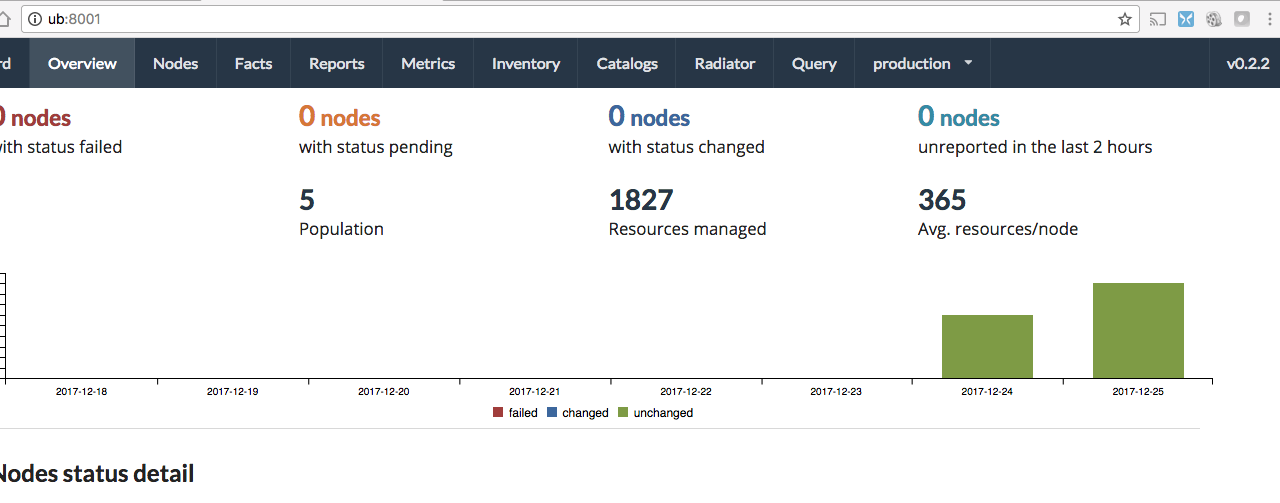 ub:8001
rd Overview Nodes Facts Reports Metrics Inventory Catalogs Radiator Query production v0.2.2
0 nodes 0 nodes 0 nodes 0 nodes
with status failed with status pending with status changed unreported in the last 2 hours
5 1827 365
Population Resources managed Avg. resources/node
2017-12-18 2017-12-19 2017-12-20 2017-12-21 2017-12-22 2017-12-23 2017-12-24 2017-12-25
failed changed unchanged
Nodes status detail